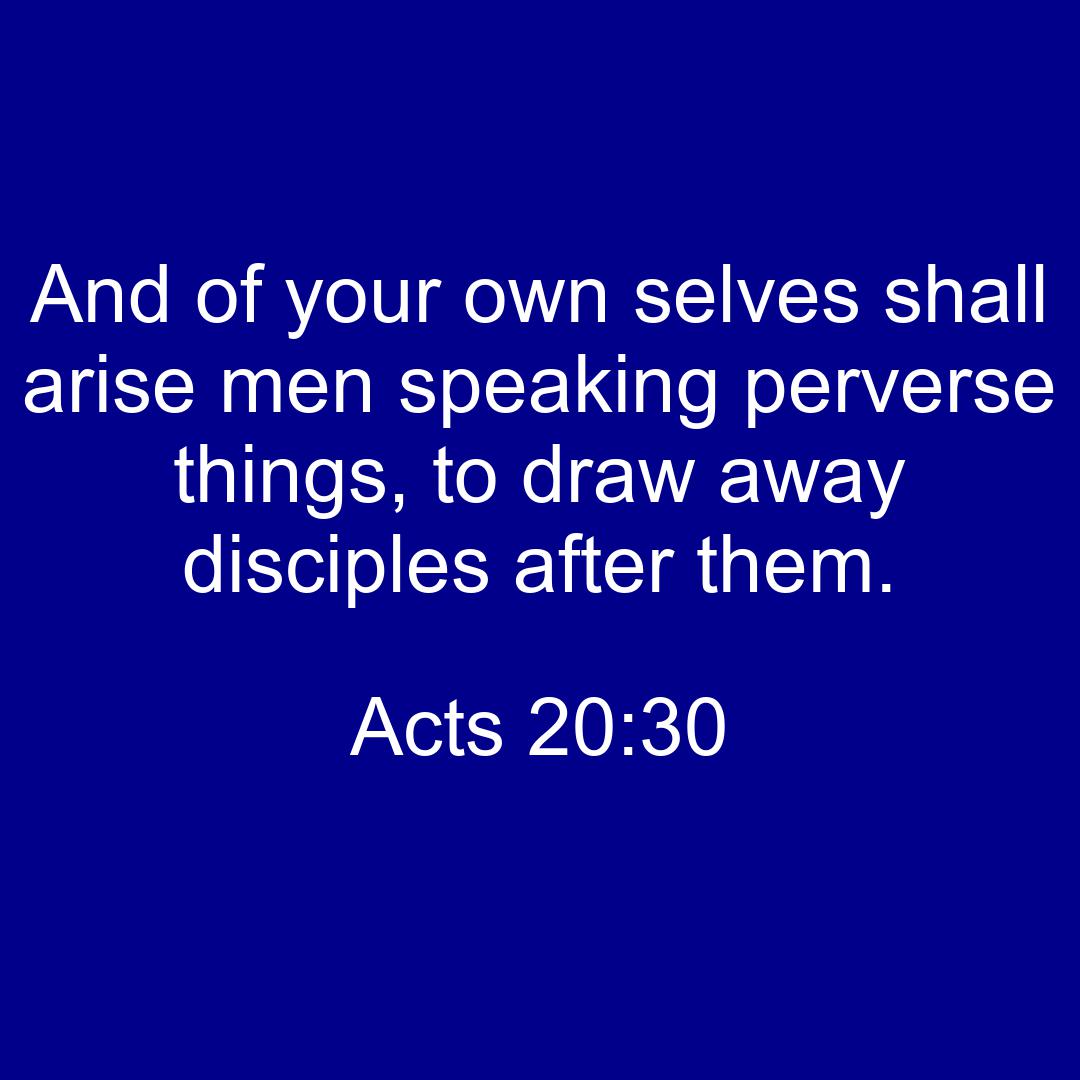 And of your own selves shall
arise men speaking perverse
things, to draw away
disciples after them.
Acts 20:30